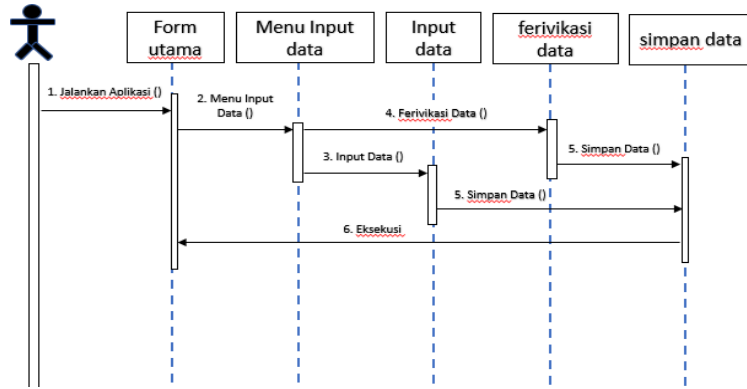 Form
utama
Menu Input
data
Input
data
ferivikasi
data
simpan data
1. Jalankan Aplikasi ()
2. Menu Input
Data ()
4. Ferivikasi Data ()
3. Input Data ()
5. Simpan Data ()
5. Simpan Data ()
6. Eksekusi